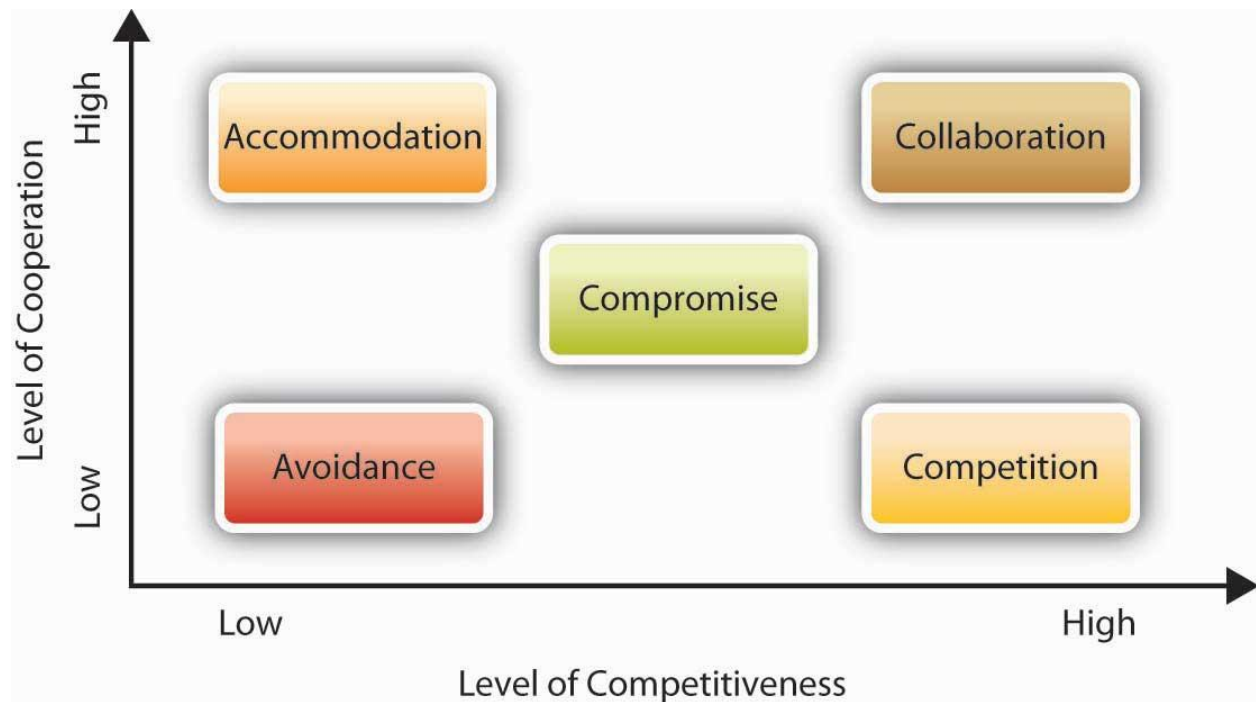 High
Accommodation
Collaboration
Level of Cooperation
Compromise
Avoidance
Competition
Low
Low
High
Level of Competitiveness